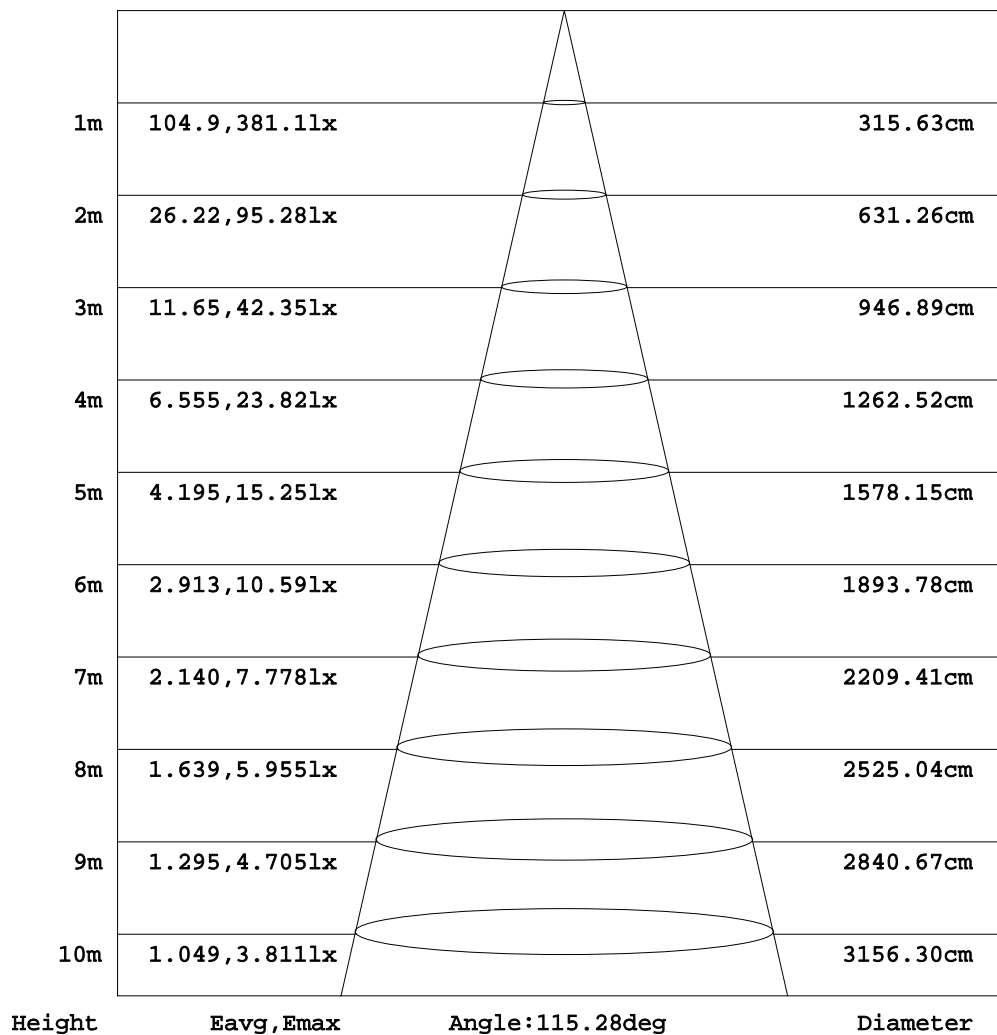 1m 104.9,381.1lx 315.63cm
2m 26.22,95.28lx 631.26cm
3m 11.65,42.35lx 946.89cm
4m 6.555,23.82lx 1262.52cm
5m 4.195,15.25lx 1578.15cm
6m 2.913,10.59lx 1893.78cm
7m 2.140,7.778lx 2209.41cm
8m 1.639,5.955lx 2525.04cm
9m 1.295,4.705lx 2840.67cm
10m 1.049,3.811lx 3156.30cm
Height Eavg,Emax Angle:115.28deg Diameter